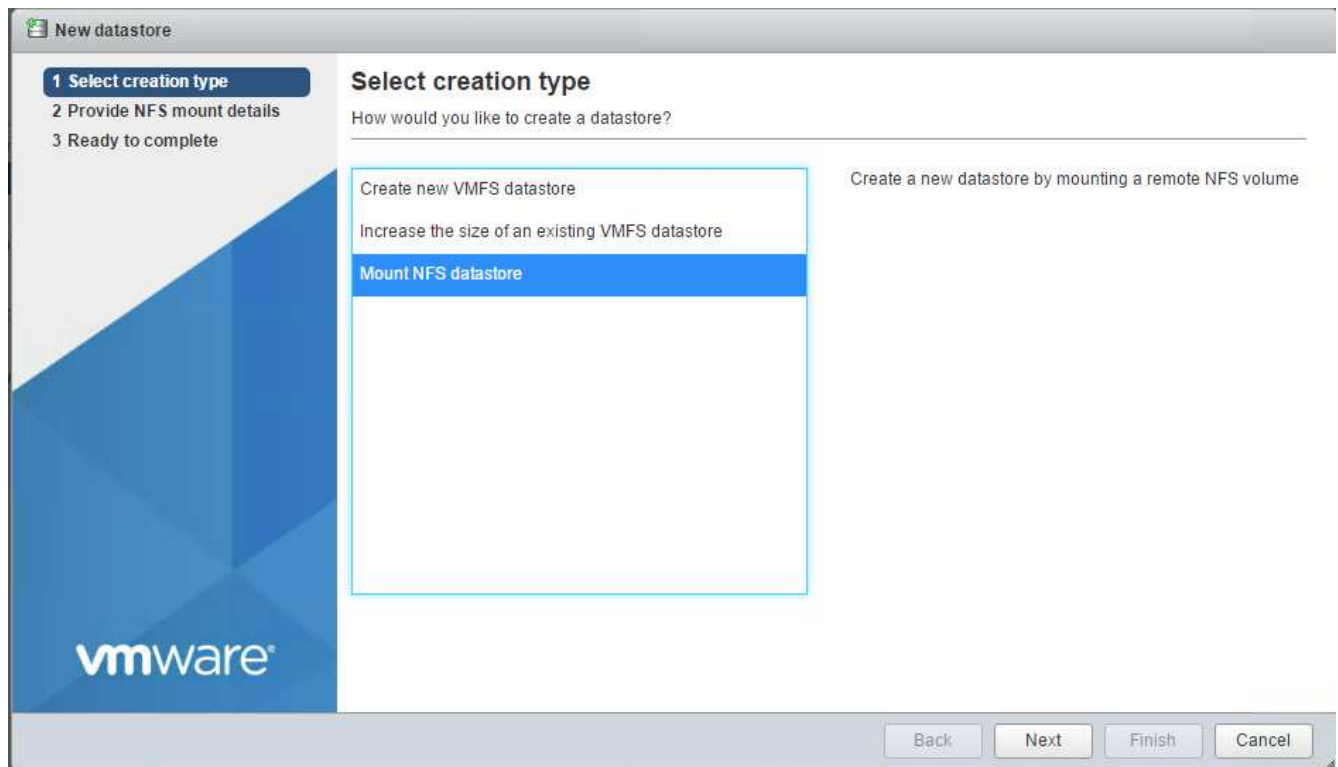 New datastore
1 Select creation type
2 Provide NFS mount details
3 Ready to complete
Select creation type
How would you like to create a datastore?
Create new VMFS datastore
Increase the size of an existing VMFS datastore
Mount NFS datastore
Create a new datastore by mounting a remote NFS volume
vmware®
Back
Next
Finish
Cancel